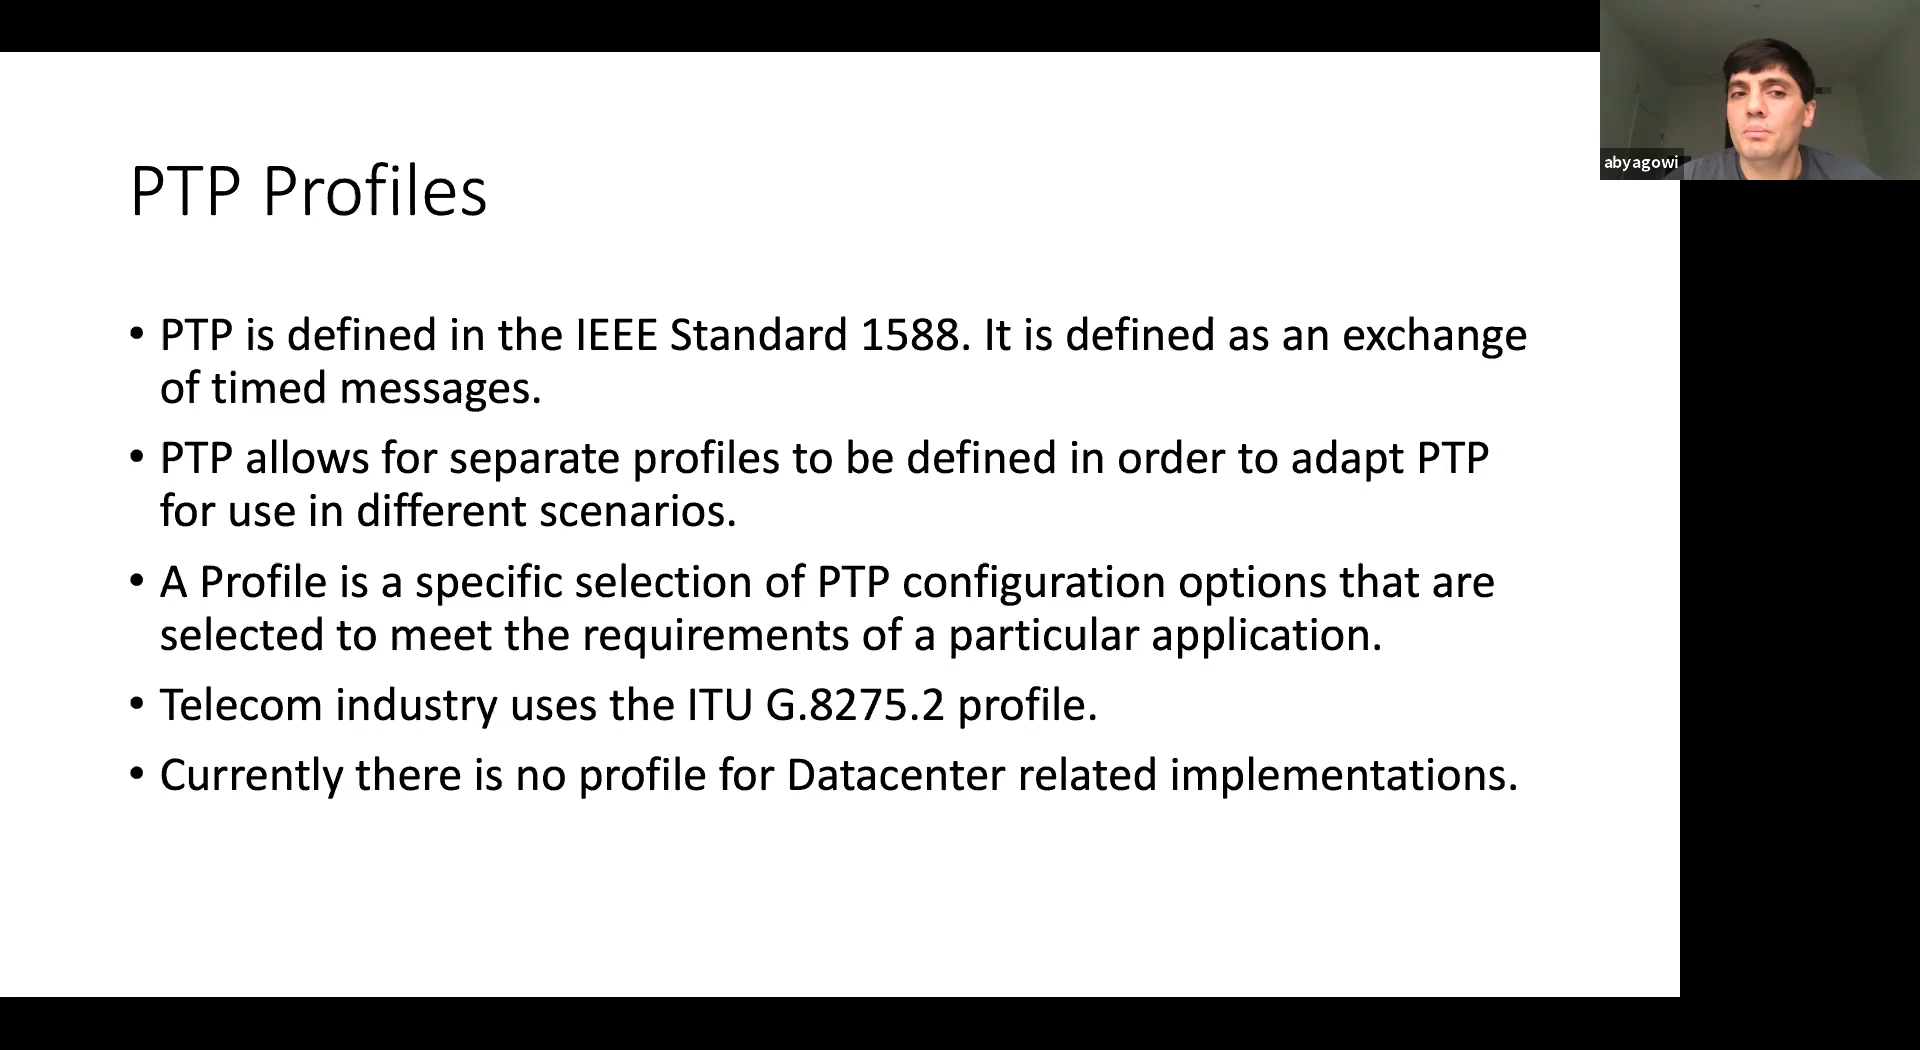 PTP Profiles
• PTP is defined in the IEEE Standard 1588. It is defined as an exchange
of timed messages.
• PTP allows for separate profiles to be defined in order to adapt PTP
for use in different scenarios.
• A Profile is a specific selection of PTP configuration options that are
selected to meet the requirements of a particular application.
• Telecom industry uses the ITU G.8275.2 profile.
• Currently there is no profile for Datacenter related implementations.
abyagowi